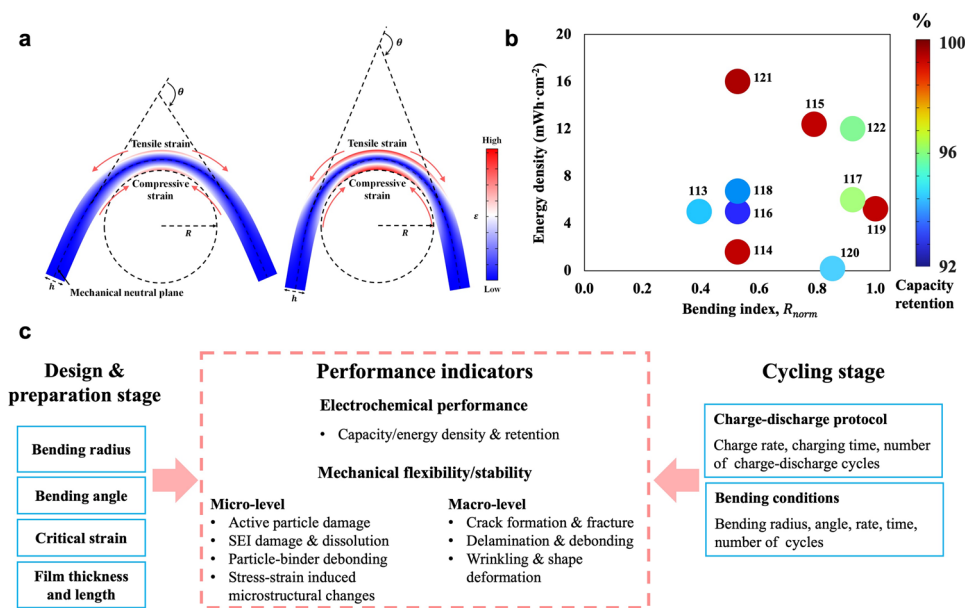 a
θ
Tensile strain
Compressive
strain
R
h
Mechanical neutral plane
θ
Tensile strain
Compressive
strain
R
h
High
ε
Low
b
Energy density (mWh·cm⁻²)
20
16
12
8
4
0
0.0
0.2
0.4
0.6
0.8
1.0
Bending index, R_norm
121
115
122
113
118
116
117
119
114
120
%
100
96
92
Capacity
retention
c
Design &
preparation stage
Bending radius
Bending angle
Critical strain
Film thickness
and length
Performance indicators
Electrochemical performance
• Capacity/energy density & retention
Mechanical flexibility/stability
Micro-level
• Active particle damage
• SEI damage & dissolution
• Particle-binder debonding
• Stress-strain induced
microstructural changes
Macro-level
• Crack formation & fracture
• Delamination & debonding
• Wrinkling & shape
deformation
Cycling stage
Charge-discharge protocol
Charge rate, charging time, number
of charge-discharge cycles
Bending conditions
Bending radius, angle, rate, time,
number of cycles